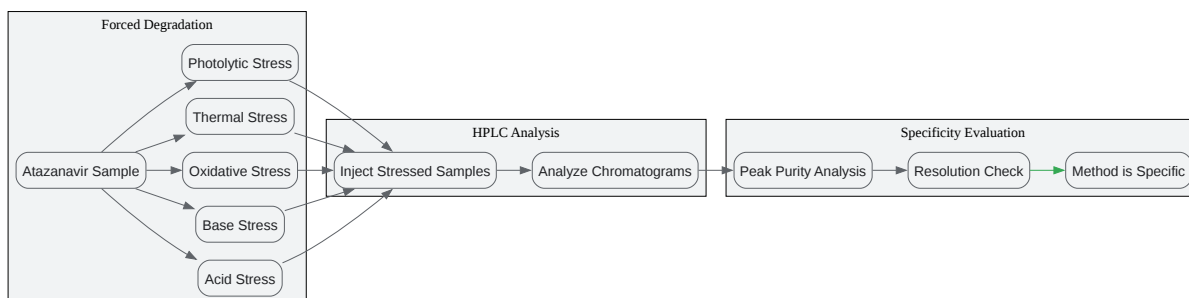 Forced Degradation
Photolytic Stress
Thermal Stress
Atazanavir Sample
Oxidative Stress
Base Stress
Acid Stress
HPLC Analysis
Inject Stressed Samples
Analyze Chromatograms
Specificity Evaluation
Peak Purity Analysis
Resolution Check
Method is Specific